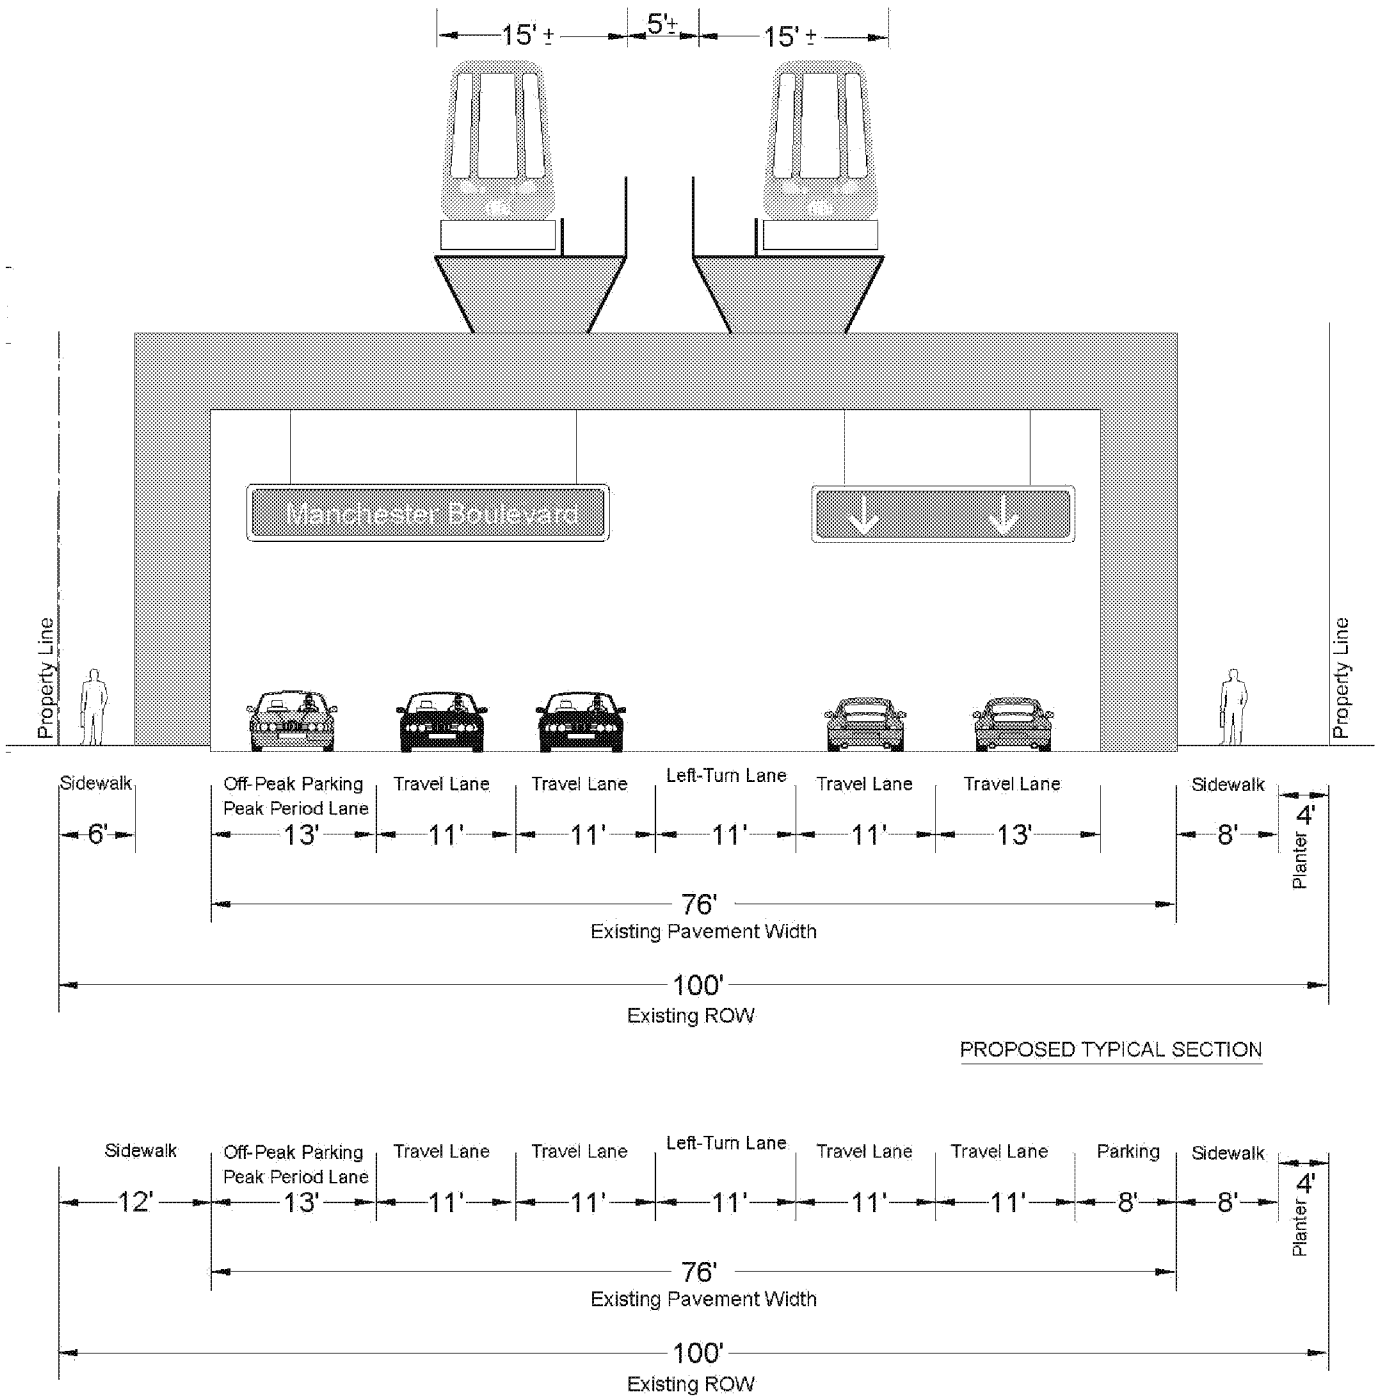 15' ±
5'±
15' ±
Manchester Boulevard
Property Line
Property Line
Sidewalk
Off-Peak Parking
Peak Period Lane
Travel Lane
Travel Lane
Left-Turn Lane
Travel Lane
Travel Lane
Sidewalk
6'
13'
11'
11'
11'
11'
13'
8'
4'
Planter
76'
Existing Pavement Width
100'
Existing ROW
PROPOSED TYPICAL SECTION
Sidewalk
Off-Peak Parking
Peak Period Lane
Travel Lane
Travel Lane
Left-Turn Lane
Travel Lane
Travel Lane
Parking
Sidewalk
12'
13'
11'
11'
11'
11'
11'
8'
8'
4'
Planter
76'
Existing Pavement Width
100'
Existing ROW